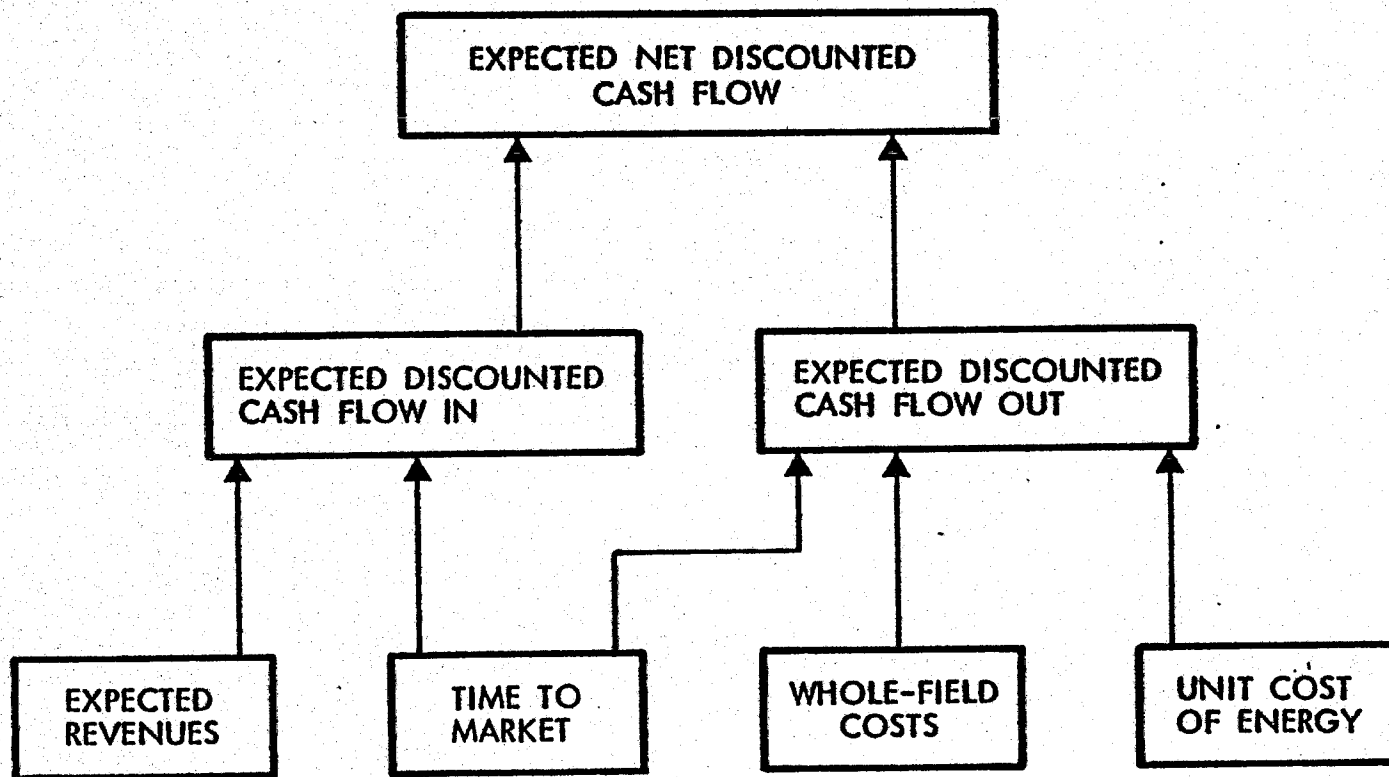 EXPECTED NET DISCOUNTED
CASH FLOW
EXPECTED DISCOUNTED
CASH FLOW IN
EXPECTED DISCOUNTED
CASH FLOW OUT
EXPECTED
REVENUES
TIME TO
MARKET
WHOLE-FIELD
COSTS
UNIT COST
OF ENERGY